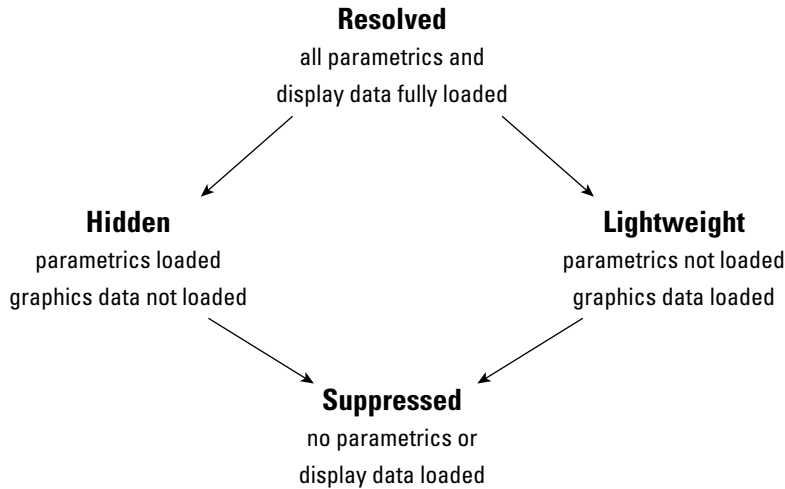 Resolved
all parametrics and
display data fully loaded
Hidden
parametrics loaded
graphics data not loaded
Lightweight
parametrics not loaded
graphics data loaded
Suppressed
no parametrics or
display data loaded